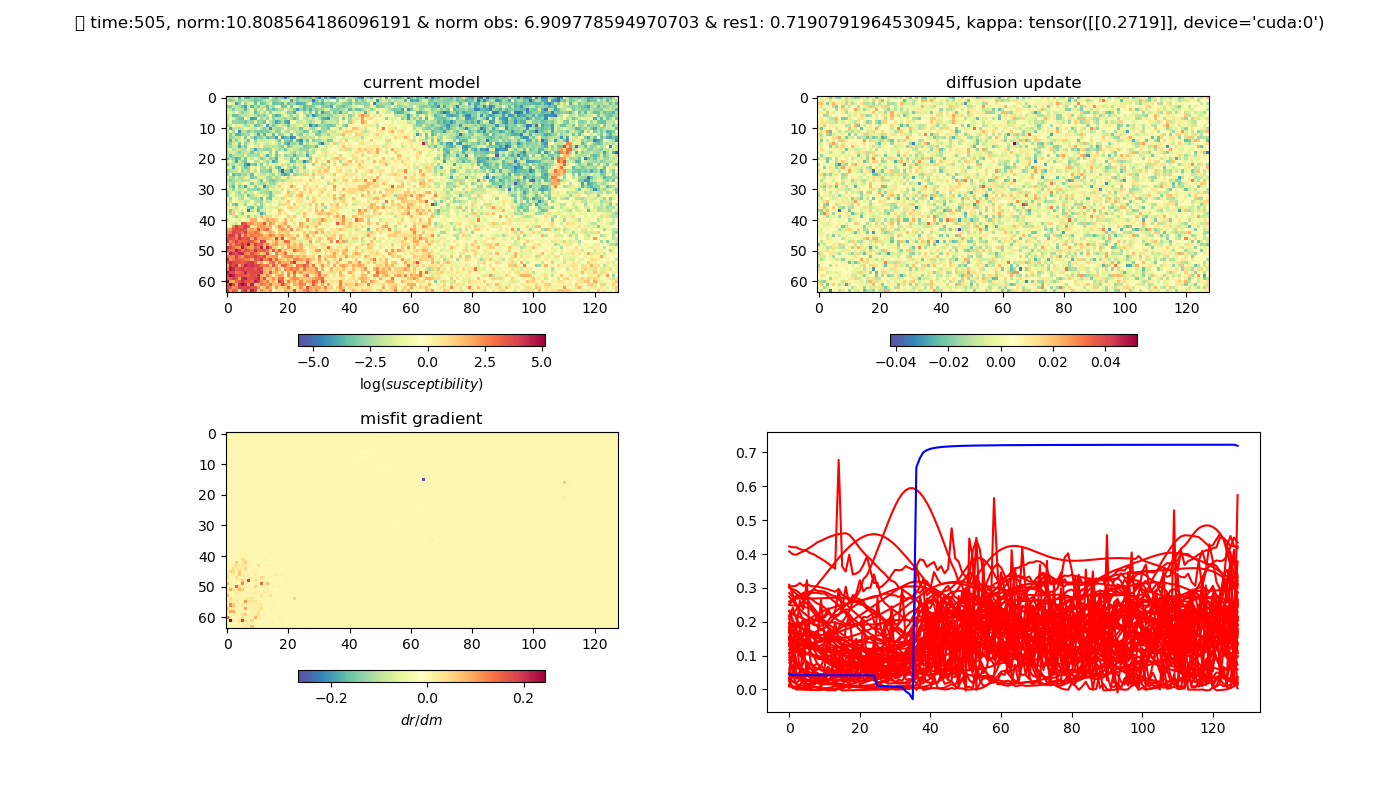 time:505, norm:10.808564186096191 & norm obs: 6.909778594970703 & res1: 0.7190791964530945, kappa: tensor([[0.2719]], device='cuda:0')
current model
0
10
20
30
40
50
60
0 20 40 60 80 100 120
−5.0 −2.5 0.0 2.5 5.0
log(susceptibility)
diffusion update
0
10
20
30
40
50
60
0 20 40 60 80 100 120
−0.04 −0.02 0.00 0.02 0.04
misfit gradient
0
10
20
30
40
50
60
0 20 40 60 80 100 120
−0.2 0.0 0.2
dr/dm
0.7
0.6
0.5
0.4
0.3
0.2
0.1
0.0
0 20 40 60 80 100 120